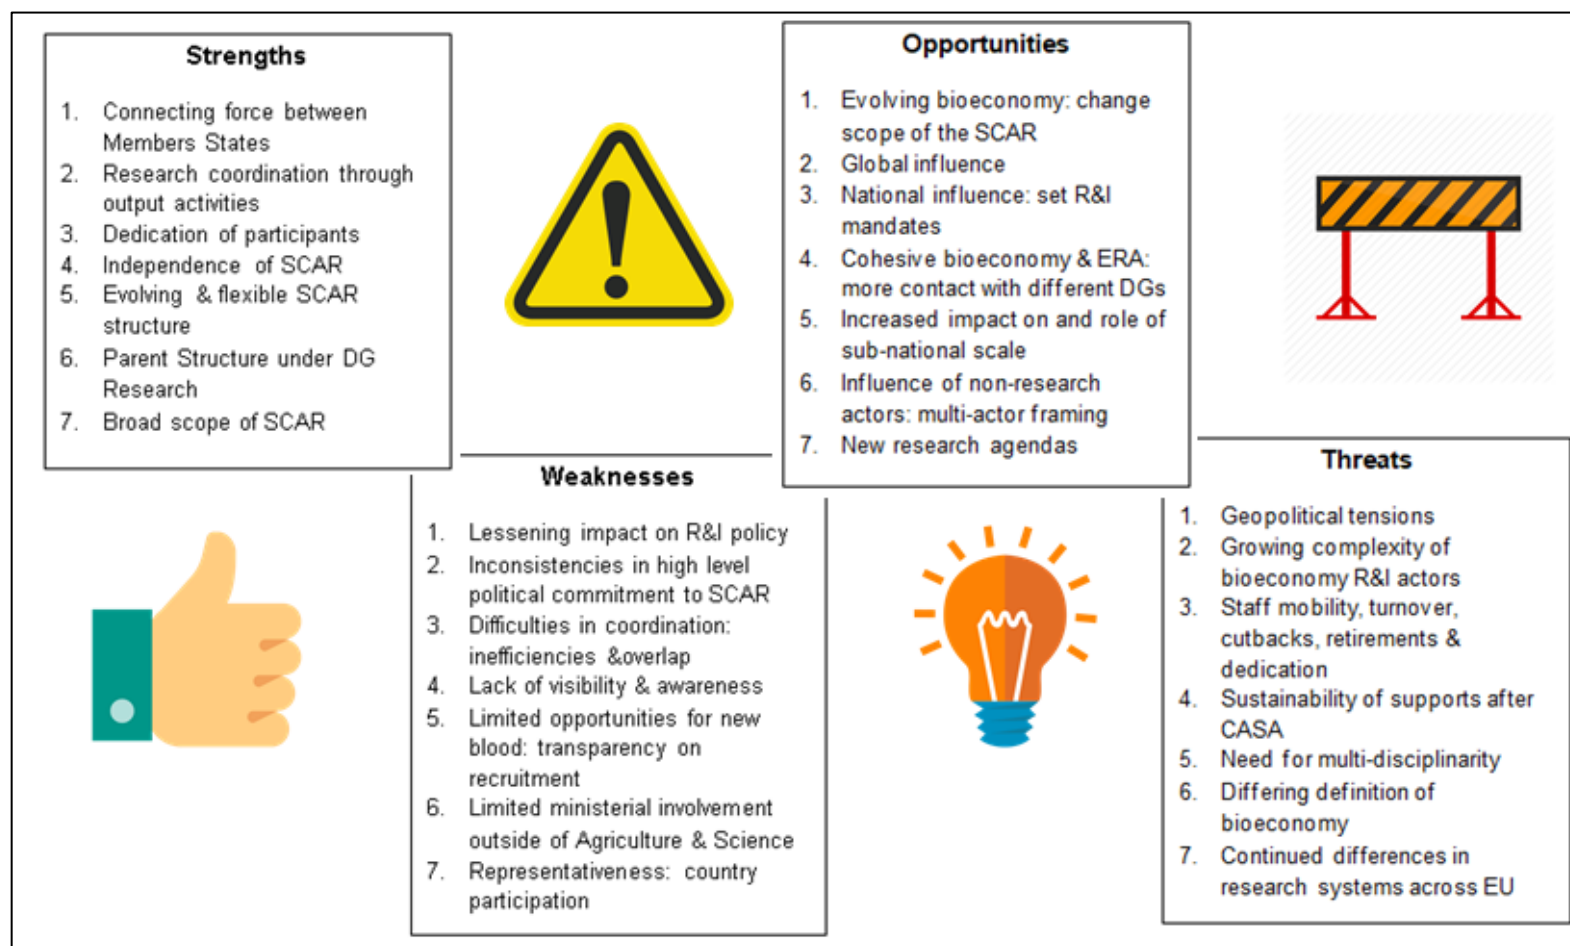 Strengths
1. Connecting force between
Members States
2. Research coordination through
output activities
3. Dedication of participants
4. Independence of SCAR
5. Evolving & flexible SCAR
structure
6. Parent Structure under DG
Research
7. Broad scope of SCAR
Weaknesses
1. Lessening impact on R&I policy
2. Inconsistencies in high level
political commitment to SCAR
3. Difficulties in coordination:
inefficiencies &overlap
4. Lack of visibility & awareness
5. Limited opportunities for new
blood: transparency on
recruitment
6. Limited ministerial involvement
outside of Agriculture & Science
7. Representativeness: country
participation
Opportunities
1. Evolving bioeconomy: change
scope of the SCAR
2. Global influence
3. National influence: set R&I
mandates
4. Cohesive bioeconomy & ERA:
more contact with different DGs
5. Increased impact on and role of
sub-national scale
6. Influence of non-research
actors: multi-actor framing
7. New research agendas
Threats
1. Geopolitical tensions
2. Growing complexity of
bioeconomy R&I actors
3. Staff mobility, turnover,
cutbacks, retirements &
dedication
4. Sustainability of supports after
CASA
5. Need for multi-disciplinarity
6. Differing definition of
bioeconomy
7. Continued differences in
research systems across EU